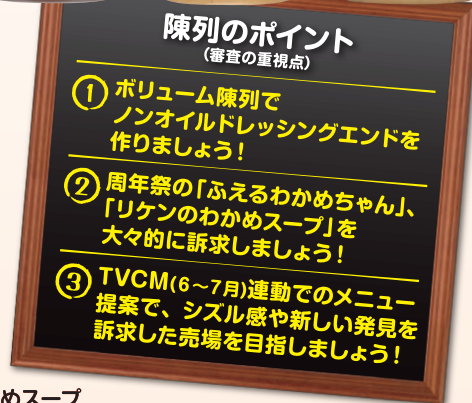 陳列のポイント
（審査の重視点）
① ボリューム陳列で
ノンオイルドレッシングエンドを
作りましょう！
② 周年祭の「ふえるわかめちゃん」、
「リケンのわかめスープ」を
大々的に訴求しましょう！
③ TVCM(6～7月)連動でのメニュー
提案で、シズル感や新しい発見を
訴求した売場を目指しましょう！
めスープ